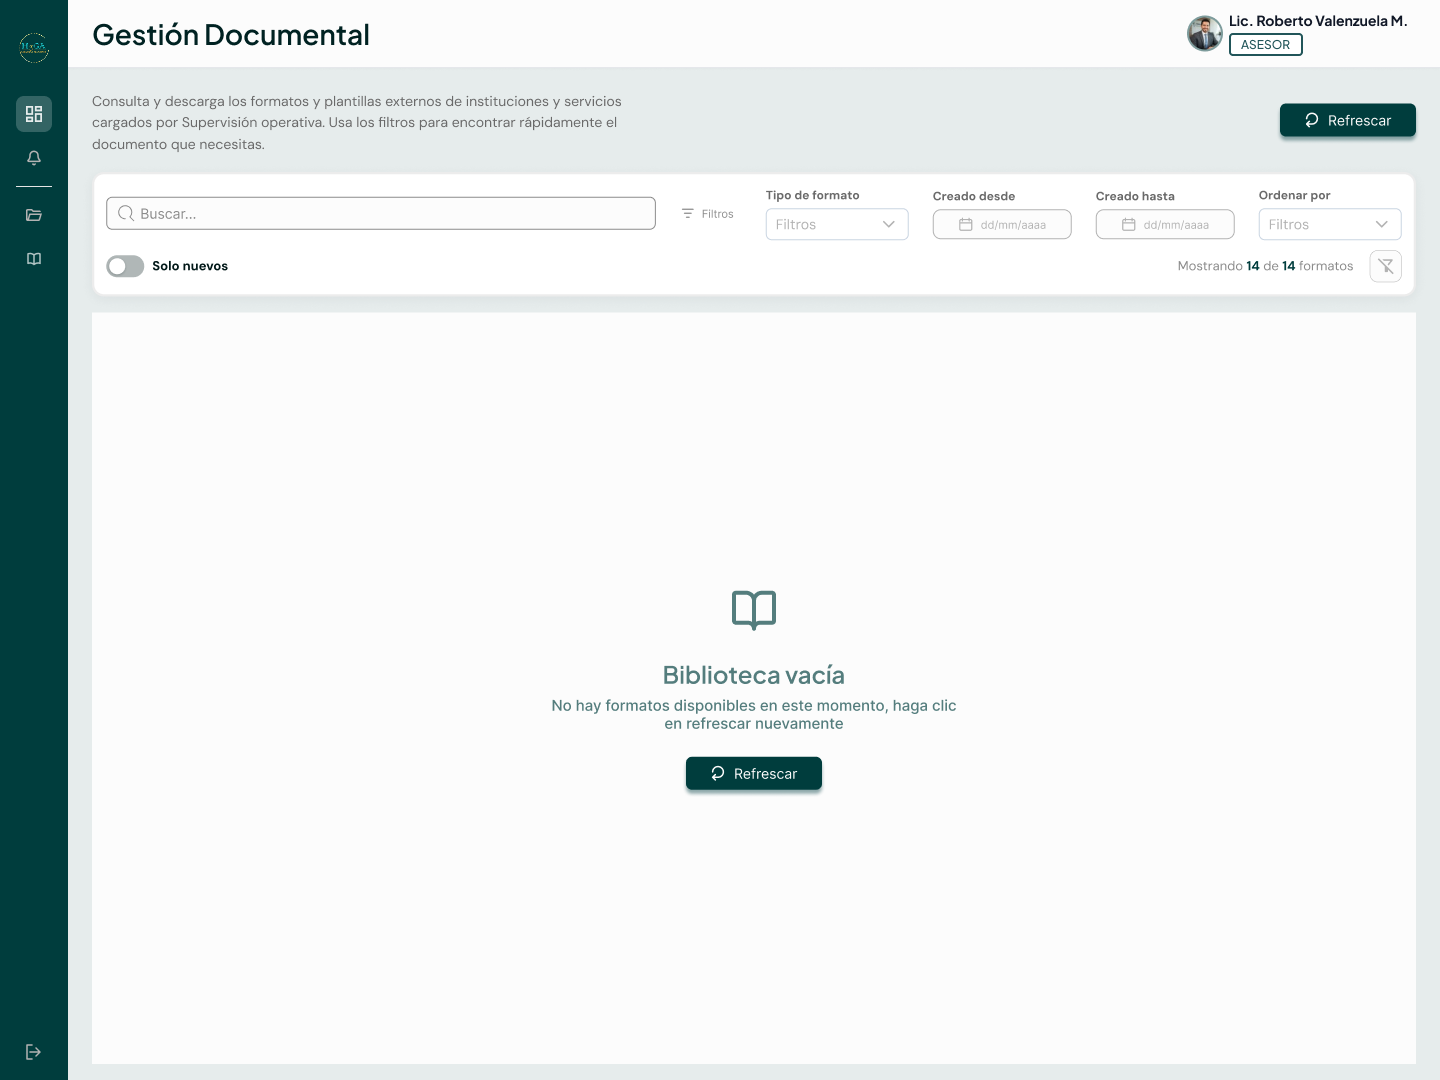 Gestión Documental
Lic. Roberto Valenzuela M.
ASESOR
Consulta y descarga los formatos y plantillas externos de instituciones y servicios
cargados por Supervisión operativa. Usa los filtros para encontrar rápidamente el
documento que necesitas.
Refrescar
Buscar...
Filtros
Tipo de formato
Filtros
Creado desde
dd/mm/aaaa
Creado hasta
dd/mm/aaaa
Ordenar por
Filtros
Solo nuevos
Mostrando 14 de 14 formatos
Biblioteca vacía
No hay formatos disponibles en este momento, haga clic
en refrescar nuevamente
Refrescar